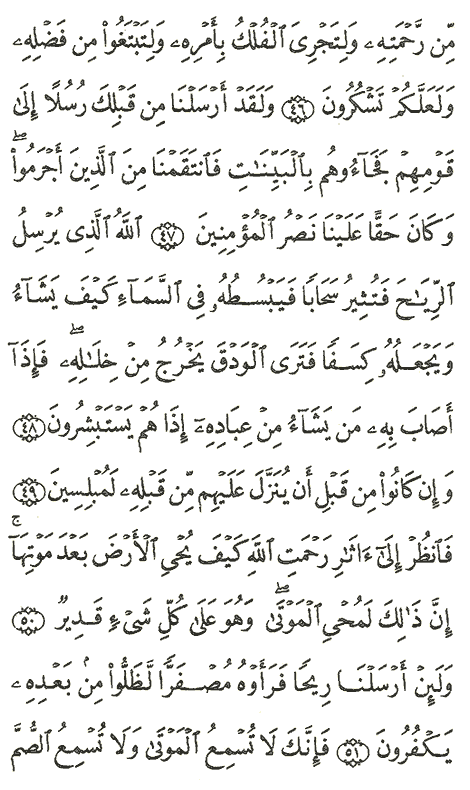 مِّن رَّحْمَتِهِۦ وَلِتَجْرِيَ ٱلْفُلْكُ بِأَمْرِهِۦ وَلِتَبْتَغُوا۟ مِن فَضْلِهِۦ
وَلَعَلَّكُمْ تَشْكُرُونَ ٤٦ وَلَقَدْ أَرْسَلْنَا مِن قَبْلِكَ رُسُلًا إِلَىٰ
قَوْمِهِمْ فَجَآءُوهُم بِٱلْبَيِّنَـٰتِ فَٱنتَقَمْنَا مِنَ ٱلَّذِينَ أَجْرَمُوا۟ۖ
وَكَانَ حَقًّا عَلَيْنَا نَصْرُ ٱلْمُؤْمِنِينَ ٤٧ ٱللَّهُ ٱلَّذِى يُرْسِلُ
ٱلرِّيَـٰحَ فَتُثِيرُ سَحَابًا فَيَبْسُطُهُۥ فِى ٱلسَّمَآءِ كَيْفَ يَشَآءُ
وَيَجْعَلُهُۥ كِسَفًا فَتَرَى ٱلْوَدْقَ يَخْرُجُ مِنْ خِلَـٰلِهِۦۖ فَإِذَآ
أَصَابَ بِهِۦ مَن يَشَآءُ مِنْ عِبَادِهِۦٓ إِذَا هُمْ يَسْتَبْشِرُونَ ٤٨
وَإِن كَانُوا۟ مِن قَبْلِ أَن يُنَزَّلَ عَلَيْهِم مِّن قَبْلِهِۦ لَمُبْلِسِينَ ٤٩
فَٱنظُرْ إِلَىٰٓ ءَاثَـٰرِ رَحْمَتِ ٱللَّهِ كَيْفَ يُحْىِ ٱلْأَرْضَ بَعْدَ مَوْتِهَآۚ
إِنَّ ذَٰلِكَ لَمُحْىِ ٱلْمَوْتَىٰۖ وَهُوَ عَلَىٰ كُلِّ شَىْءٍ قَدِيرٌ ٥٠
وَلَئِنْ أَرْسَلْنَا رِيحًا فَرَأَوْهُ مُصْفَرًّا لَّظَلُّوا۟ مِنۢ بَعْدِهِۦ
يَكْفُرُونَ ٥١ فَإِنَّكَ لَا تُسْمِعُ ٱلْمَوْتَىٰ وَلَا تُسْمِعُ ٱلصُّمَّ